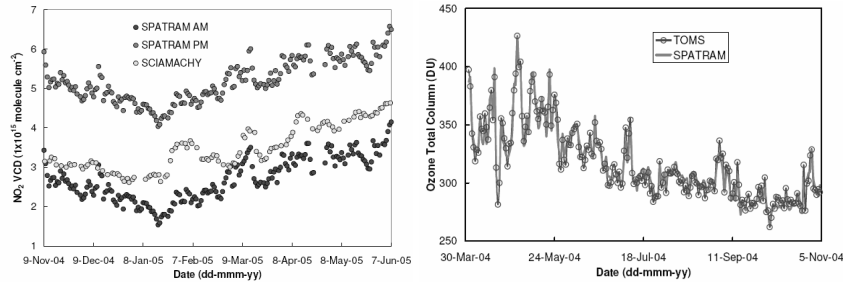 7
6
5
4
3
2
1
NO2 VCD (1x10^15 molecule cm^-2)
SPATRAM AM
SPATRAM PM
SCIAMACHY
9-Nov-04 9-Dec-04 8-Jan-05 7-Feb-05 9-Mar-05 8-Apr-05 8-May-05 7-Jun-05
Date (dd-mmm-yy)
450
400
350
300
250
Ozone Total Column (DU)
TOMS
SPATRAM
30-Mar-04 24-May-04 18-Jul-04 11-Sep-04 5-Nov-04
Date (dd-mmm-yy)